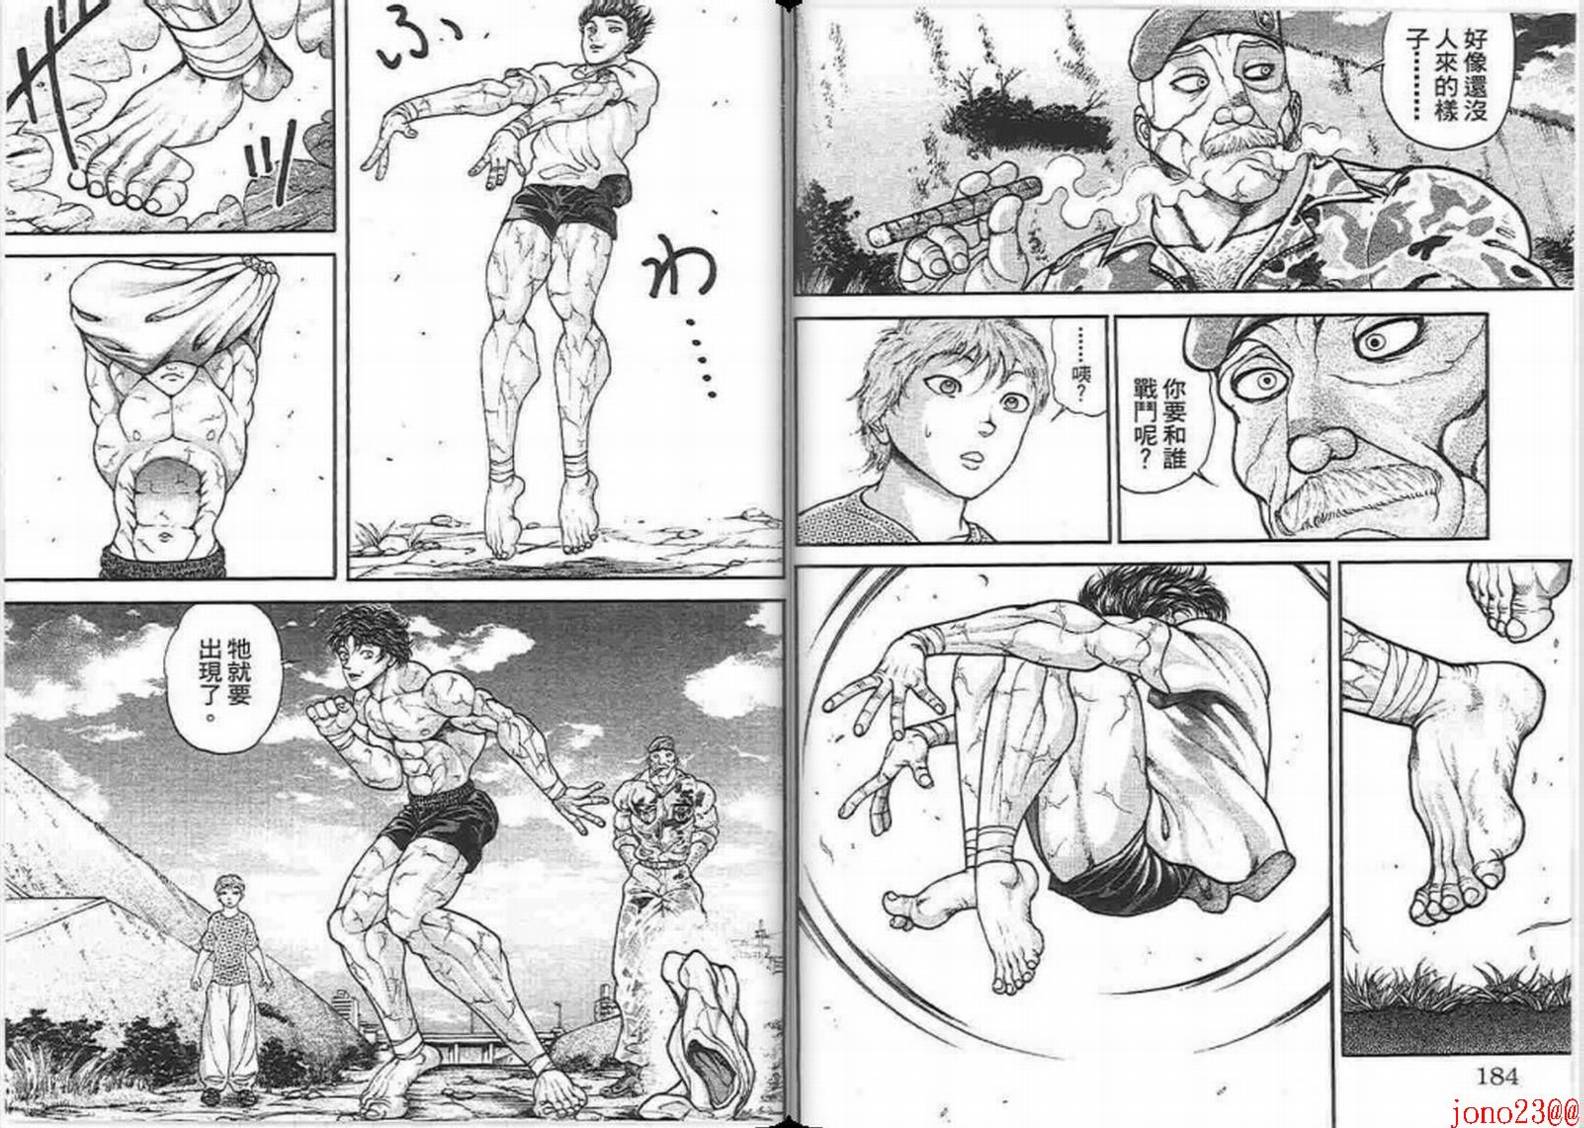 好像還沒
人來的樣
子………
你要和誰
戰鬥呢？
……咦？
184
ふ
わ
……
牠就要
出現了。
jono23@@